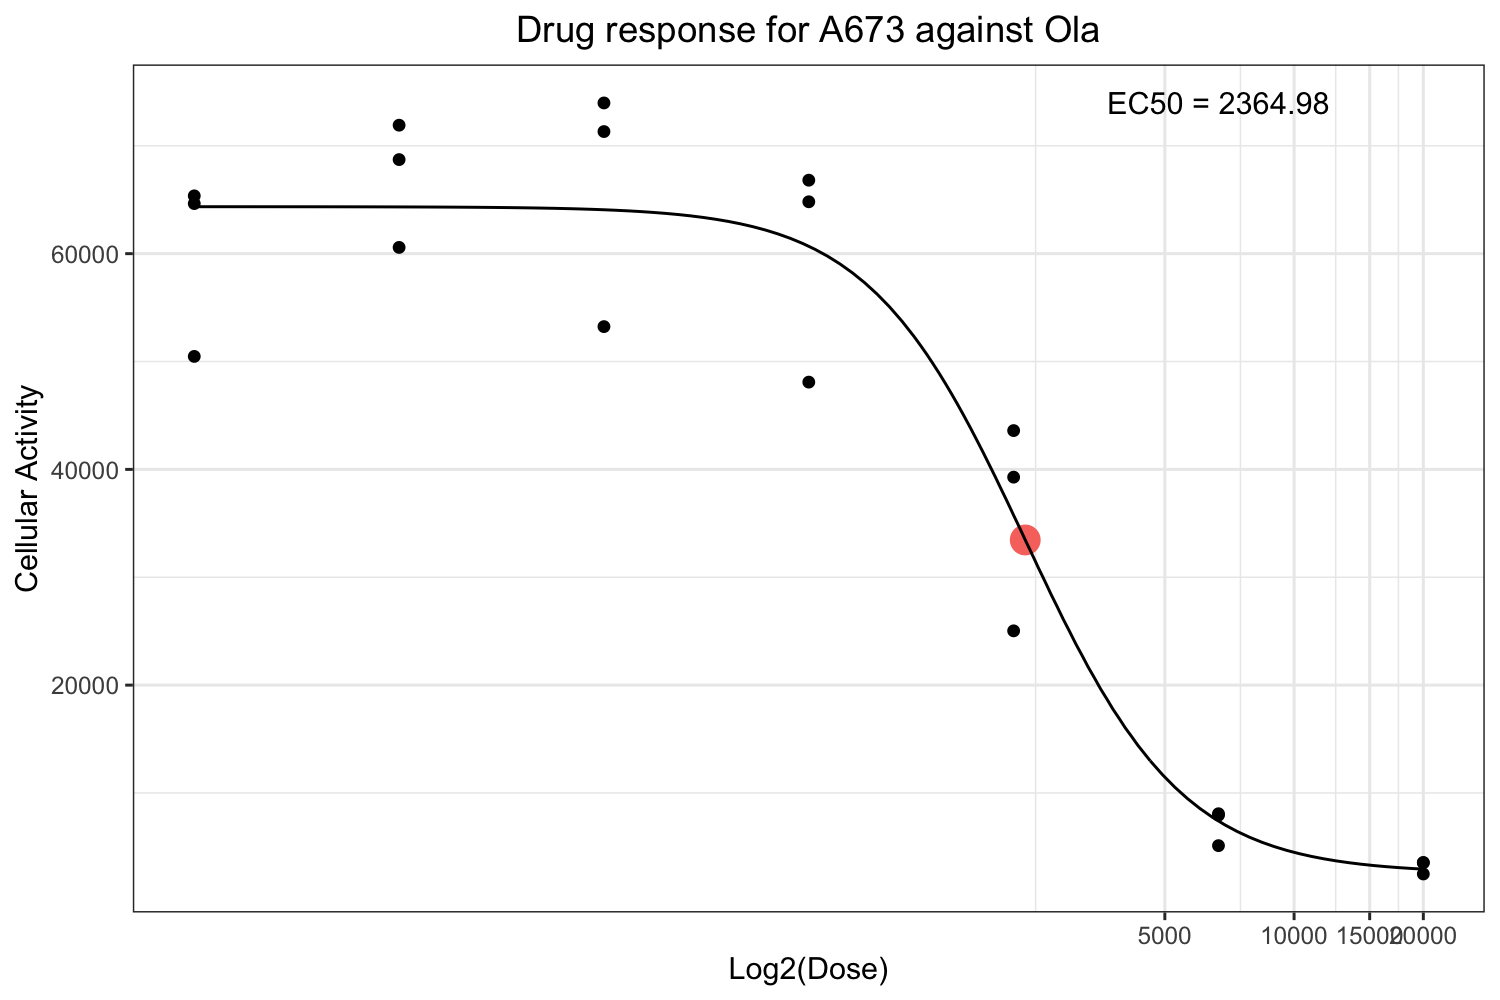 Drug response for A673 against Ola
EC50 = 2364.98
Cellular Activity
60000
40000
20000
5000 10000 15000 20000
Log2(Dose)